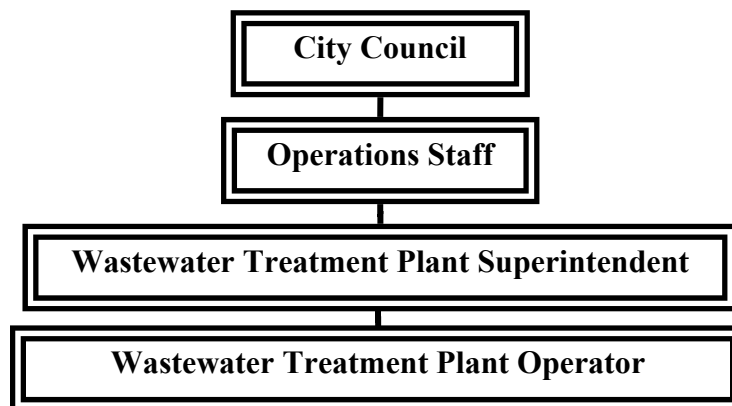 City Council
Operations Staff
Wastewater Treatment Plant Superintendent
Wastewater Treatment Plant Operator